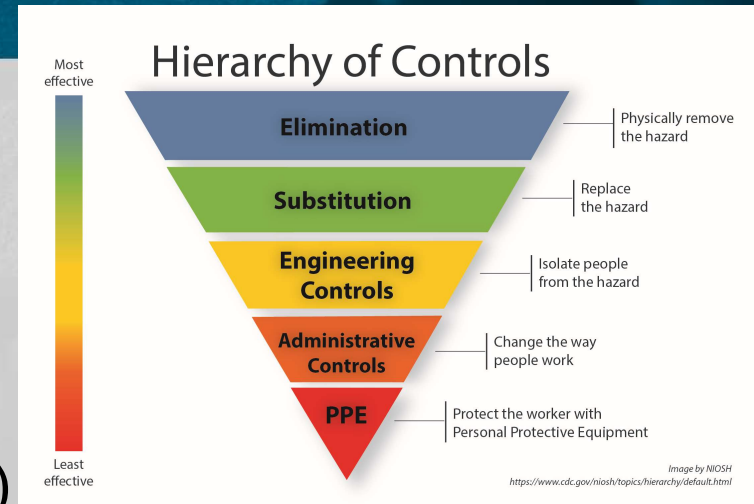 Hierarchy of Controls
Most
effective
Elimination
Physically remove
the hazard
Substitution
Replace
the hazard
Engineering
Controls
Isolate people
from the hazard
Administrative
Controls
Change the way
people work
PPE
Protect the worker with
Personal Protective Equipment
Least
effective
)
Image by NIOSH
https://www.cdc.gov/niosh/topics/hierarchy/default.html